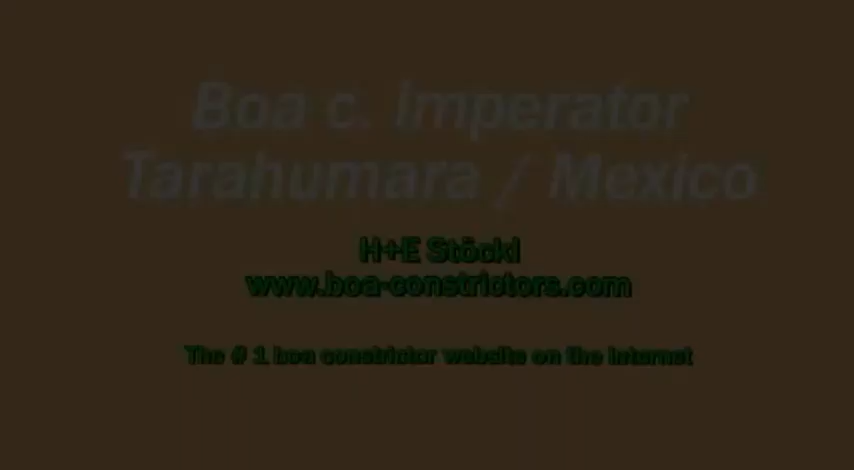 Boa c. Imperator
Tarahumara / Mexico
H+E Stöckl
www.boa-constrictors.com
The # 1 boa constrictor website on the internet